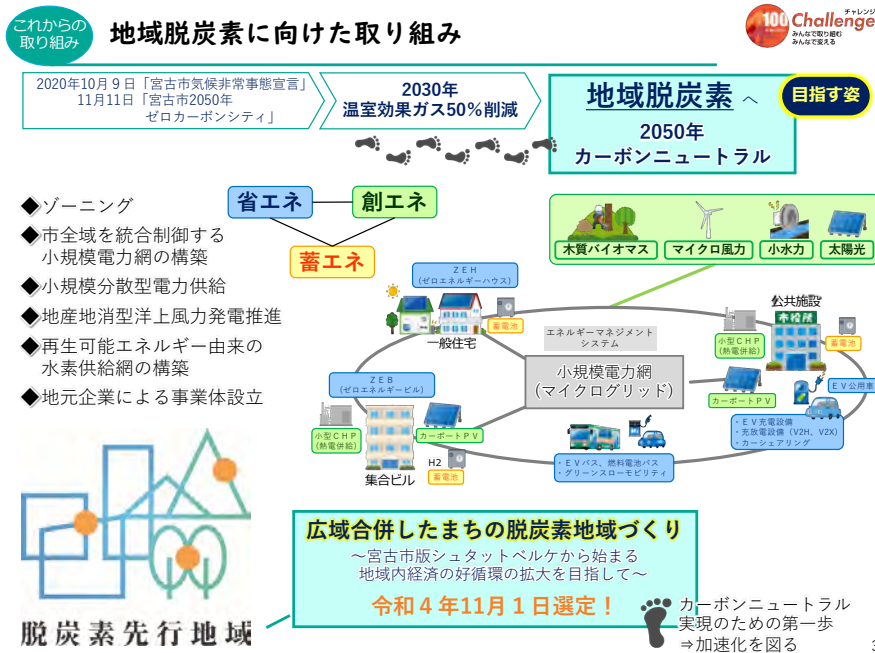 これからの
取り組み
地域脱炭素に向けた取り組み
100
チャレンジ
Challenge
みんなで取り組む
みんなで変える
2020年10月９日「宮古市気候非常事態宣言」
11月11日「宮古市2050年
ゼロカーボンシティ」
2030年
温室効果ガス50%削減
地域脱炭素 へ
2050年
カーボンニュートラル
目指す姿
◆ゾーニング
◆市全域を統合制御する
小規模電力網の構築
◆小規模分散型電力供給
◆地産地消型洋上風力発電推進
◆再生可能エネルギー由来の
水素供給網の構築
◆地元企業による事業体設立
省エネ
創エネ
蓄エネ
木質バイオマス
マイクロ風力
小水力
太陽光
ＺＥＨ
(ゼロエネルギーハウス)
蓄電池
一般住宅
エネルギーマネジメント
システム
小規模電力網
(マイクログリッド)
公共施設
市役所
小型ＣＨＰ
(熱電併給)
蓄電池
カーポートＰＶ
ＥＶ公用車
・ＥＶ充電設備
・充放電設備（V2H、V2X）
・カーシェアリング
ＺＥＢ
(ゼロエネルギービル)
小型ＣＨＰ
(熱電併給)
カーポートＰＶ
H2
蓄電池
集合ビル
・ＥＶバス、燃料電池バス
・グリーンスローモビリティ
脱炭素先行地域
広域合併したまちの脱炭素地域づくり
～宮古市版シュタットベルケから始まる
地域内経済の好循環の拡大を目指して～
令和４年11月１日選定！
カーボンニュートラル
実現のための第一歩
⇒加速化を図る